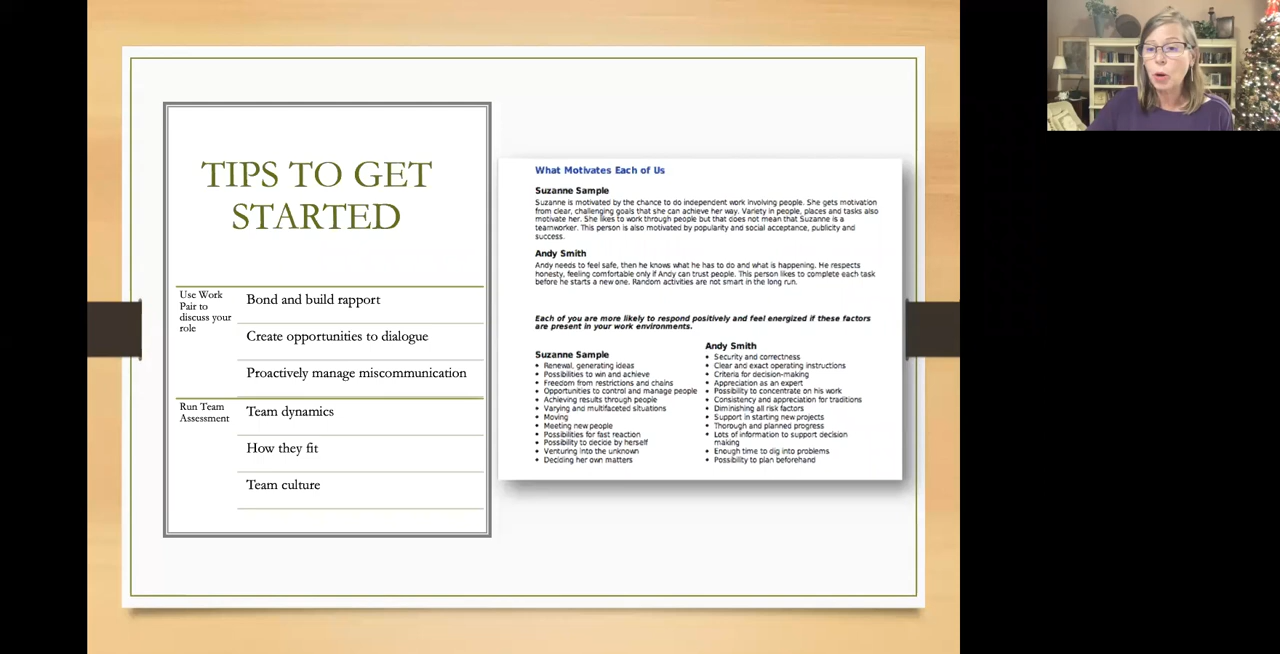 TIPS TO GET
STARTED
Use Work
Pair to
discuss your
role
Bond and build rapport
Create opportunities to dialogue
Proactively manage miscommunication
Run Team
Assessment
Team dynamics
How they fit
Team culture
What Motivates Each of Us
Suzanne Sample
Suzanne is motivated by the chance to do independent work involving people. She gets motivation
from clear, challenging goals that she can achieve her way. Variety in people, places and tasks also
motivate her. She likes to work through people but that does not mean that Suzanne is a
teamworker. This person is also motivated by popularity and social acceptance, publicity and
success.
Andy Smith
Andy needs to feel safe, then he knows what he has to do and what is happening. He respects
honesty, feeling comfortable only if Andy can trust people. This person likes to complete each task
before he starts a new one. Random activities are not smart in the long run.
Each of you are more likely to respond positively and feel energized if these factors
are present in your work environments.
Suzanne Sample
• Renewal, generating ideas
• Possibilities to win and achieve
• Freedom from restrictions and chains
• Opportunities to control and manage people
• Achieving results through people
• Varying and multifaceted situations
• Moving
• Meeting new people
• Possibilities for fast reaction
• Possibility to decide by herself
• Venturing into the unknown
• Deciding her own matters
Andy Smith
• Security and correctness
• Clear and exact operating instructions
• Criteria for decision-making
• Appreciation as an expert
• Possibility to concentrate on his work
• Consistency and appreciation for traditions
• Diminishing all risk factors
• Support in starting new projects
• Thorough and planned progress
• Lots of information to support decision
making
• Enough time to dig into problems
• Possibility to plan beforehand